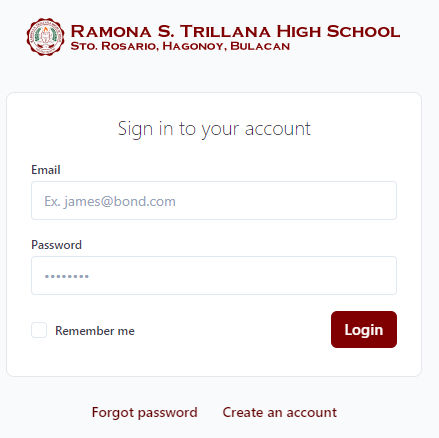 Ramona S. Trillana High School
Sto. Rosario, Hagonoy, Bulacan
Sign in to your account
Email
Ex. james@bond.com
Password
••••••••
Remember me
Login
Forgot password Create an account